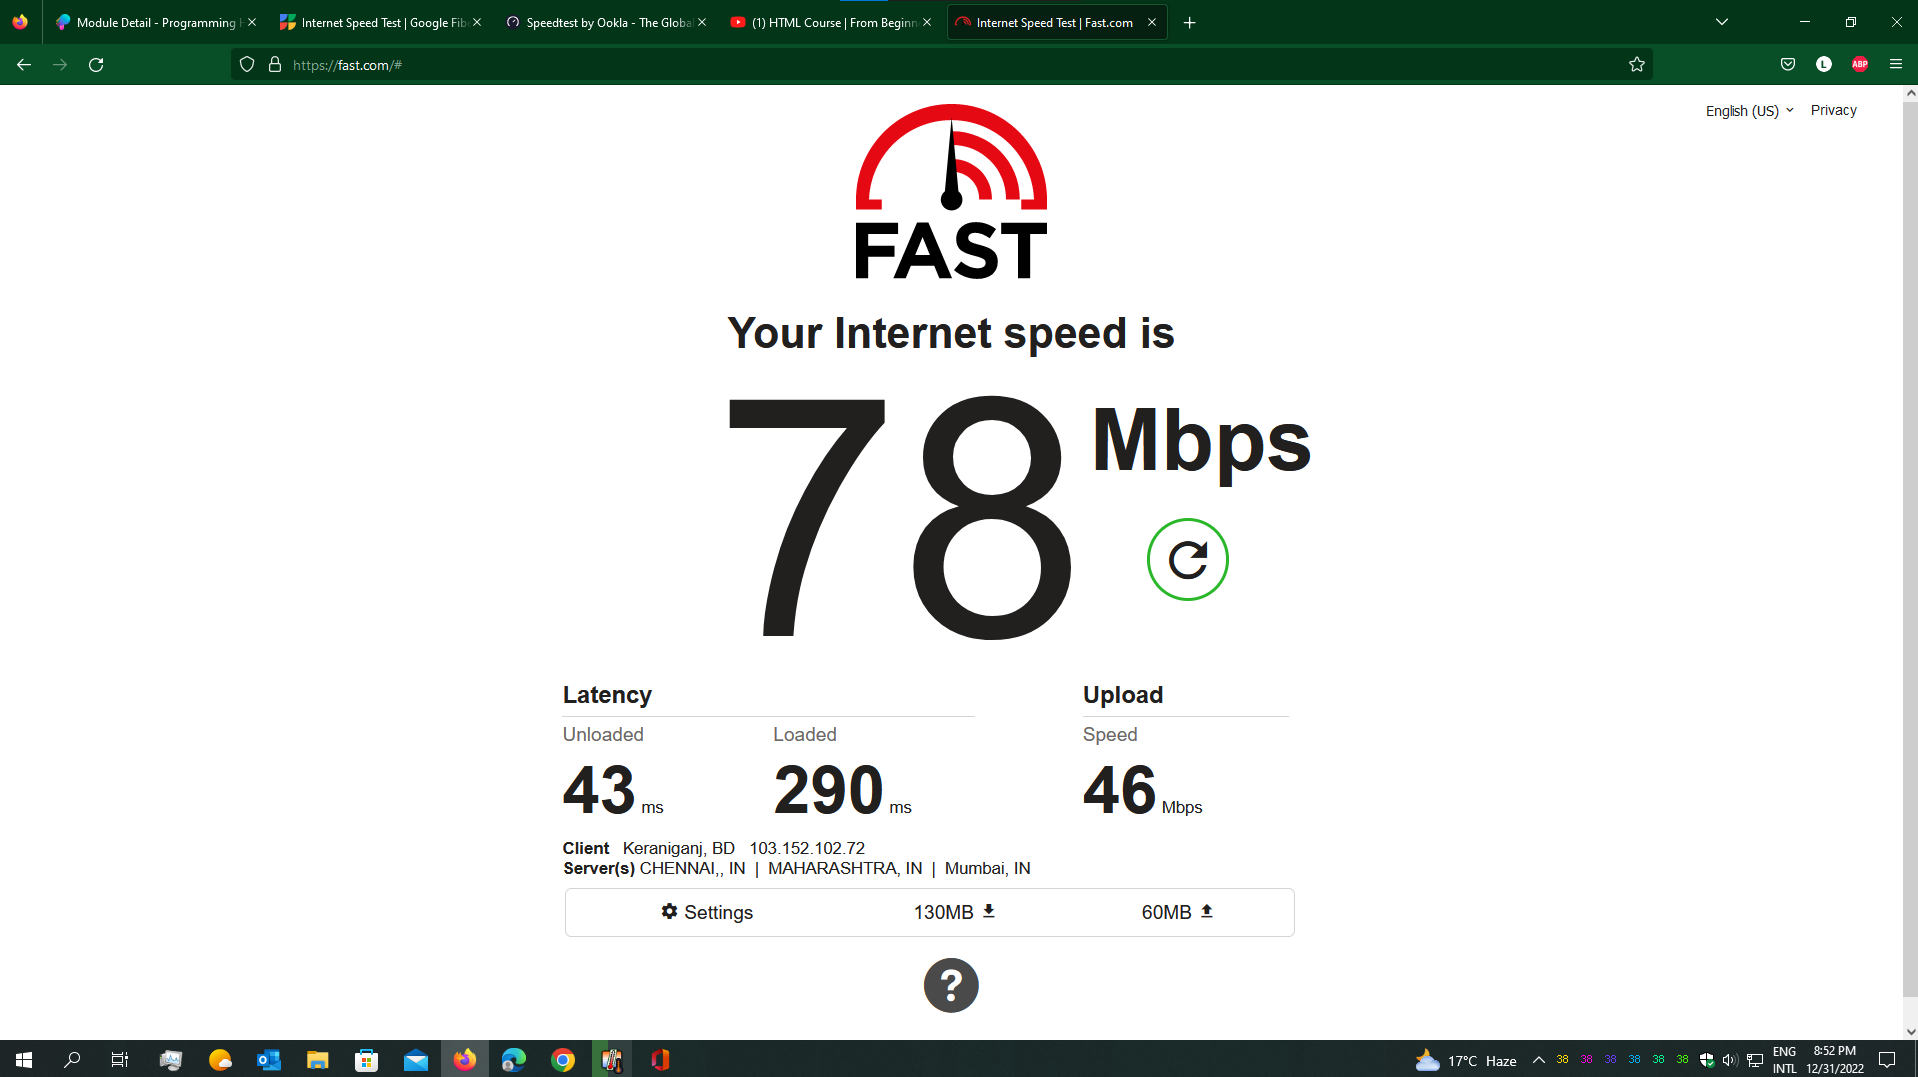 Module Detail - Programming H
Internet Speed Test | Google Fib
Speedtest by Ookla - The Global
(1) HTML Course | From Beginn
Internet Speed Test | Fast.com
https://fast.com/#
L
ABP
English (US)
Privacy
FAST
Your Internet speed is
78 Mbps
Latency
Upload
Unloaded
Loaded
Speed
43 ms
290 ms
46 Mbps
Client Keraniganj, BD 103.152.102.72
Server(s) CHENNAI,, IN | MAHARASHTRA, IN | Mumbai, IN
Settings
130MB
60MB
?
17°C Haze
38 38 38 38 38 38
ENG
INTL
8:52 PM
12/31/2022